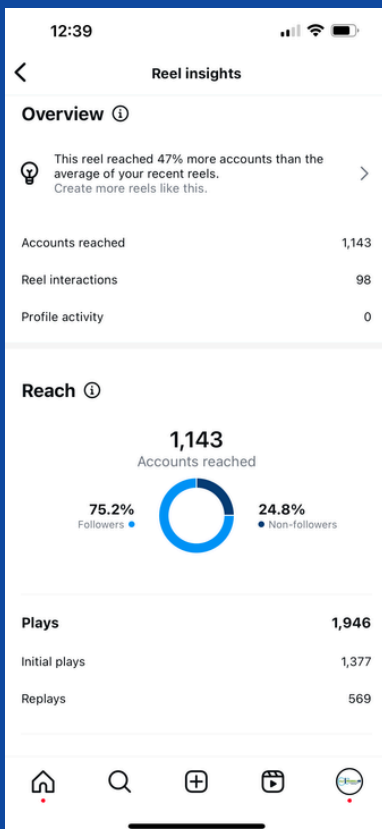 12:39
Reel insights
Overview
This reel reached 47% more accounts than the
average of your recent reels.
Create more reels like this.
Accounts reached 1,143
Reel interactions 98
Profile activity 0
Reach
1,143
Accounts reached
75.2% 24.8%
Followers Non-followers
Plays 1,946
Initial plays 1,377
Replays 569